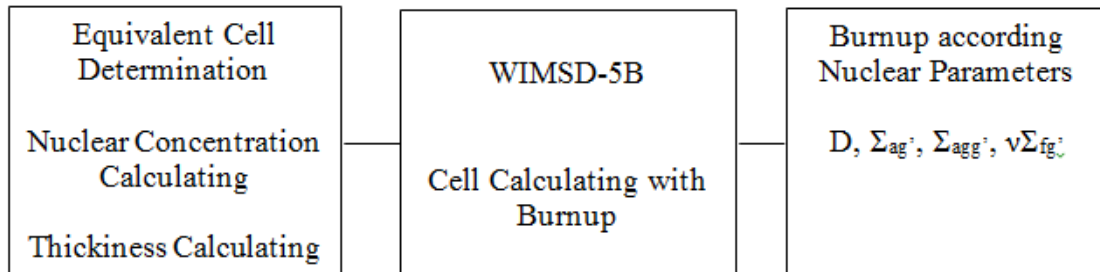 Equivalent Cell
Determination
Nuclear Concentration
Calculating
Thickiness Calculating
WIMSD-5B
Cell Calculating with
Burnup
Burnup according
Nuclear Parameters
D, Σag', Σagg', νΣfg'